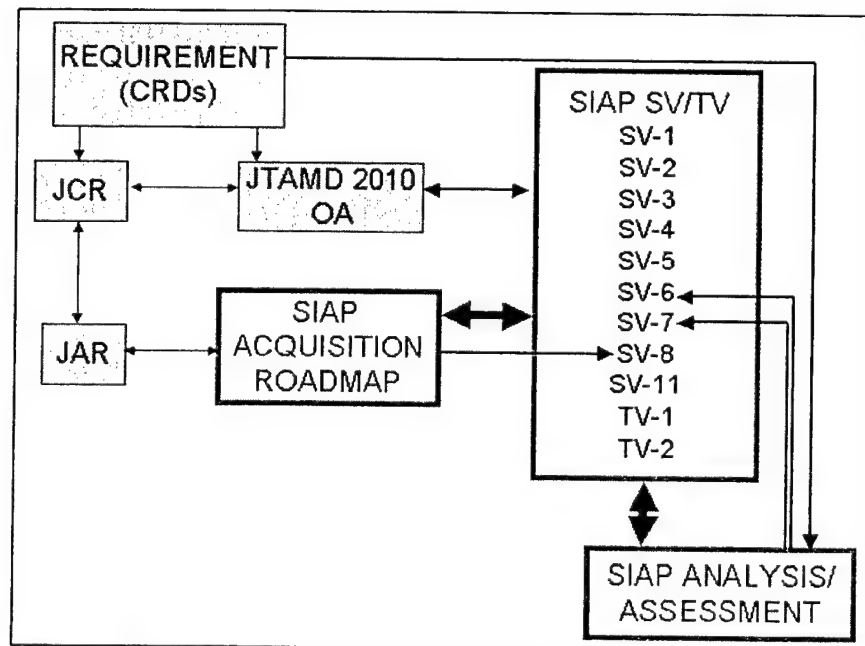 REQUIREMENT
(CRDs)
JCR
JTAMD 2010
OA
JAR
SIAP
ACQUISITION
ROADMAP
SIAP SV/TV
SV-1
SV-2
SV-3
SV-4
SV-5
SV-6
SV-7
SV-8
SV-11
TV-1
TV-2
SIAP ANALYSIS/
ASSESSMENT